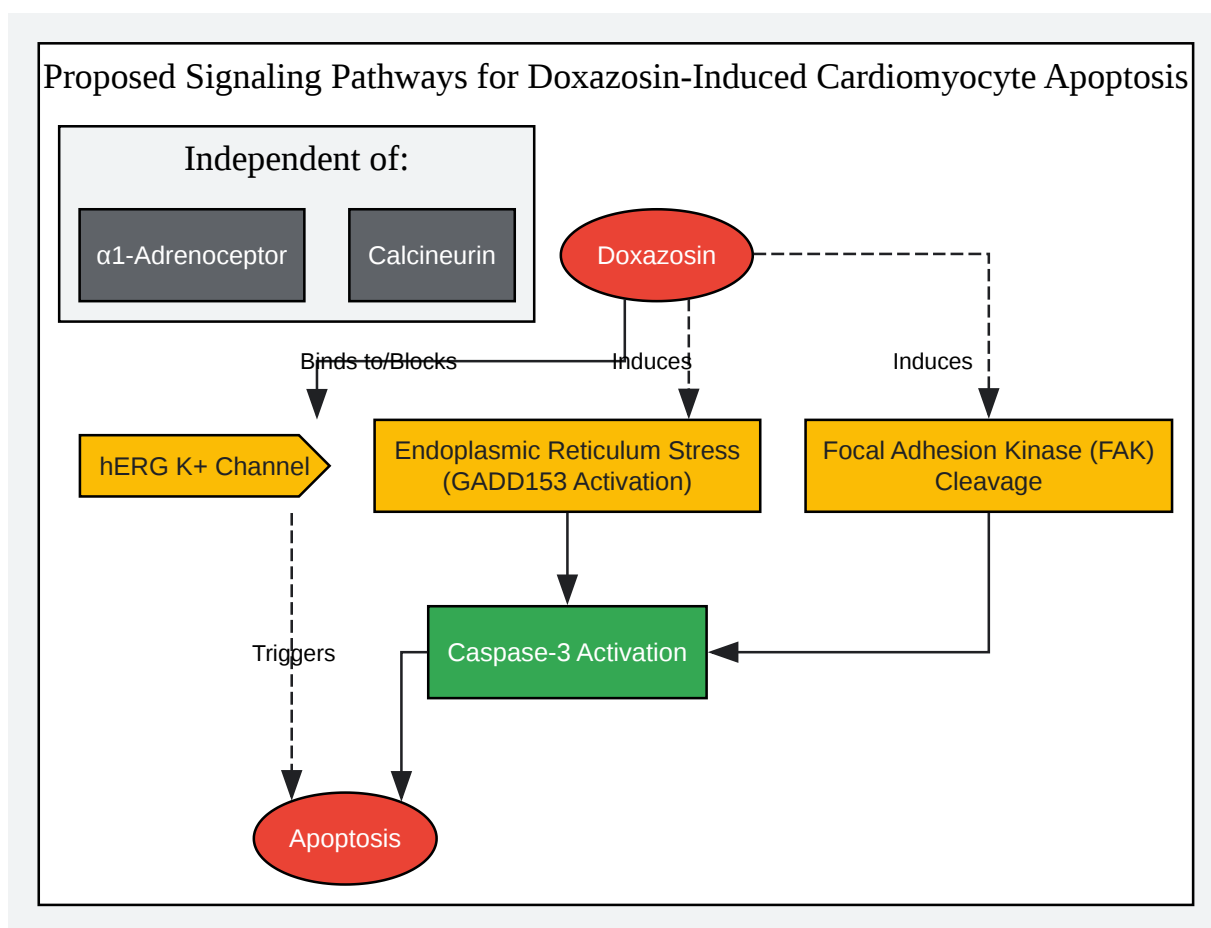 Proposed Signaling Pathways for Doxazosin-Induced Cardiomyocyte Apoptosis
Independent of:
α1-Adrenoceptor
Calcineurin
Doxazosin
Binds to/Blocks
Induces
Induces
hERG K+ Channel
Endoplasmic Reticulum Stress
(GADD153 Activation)
Focal Adhesion Kinase (FAK)
Cleavage
Triggers
Caspase-3 Activation
Apoptosis